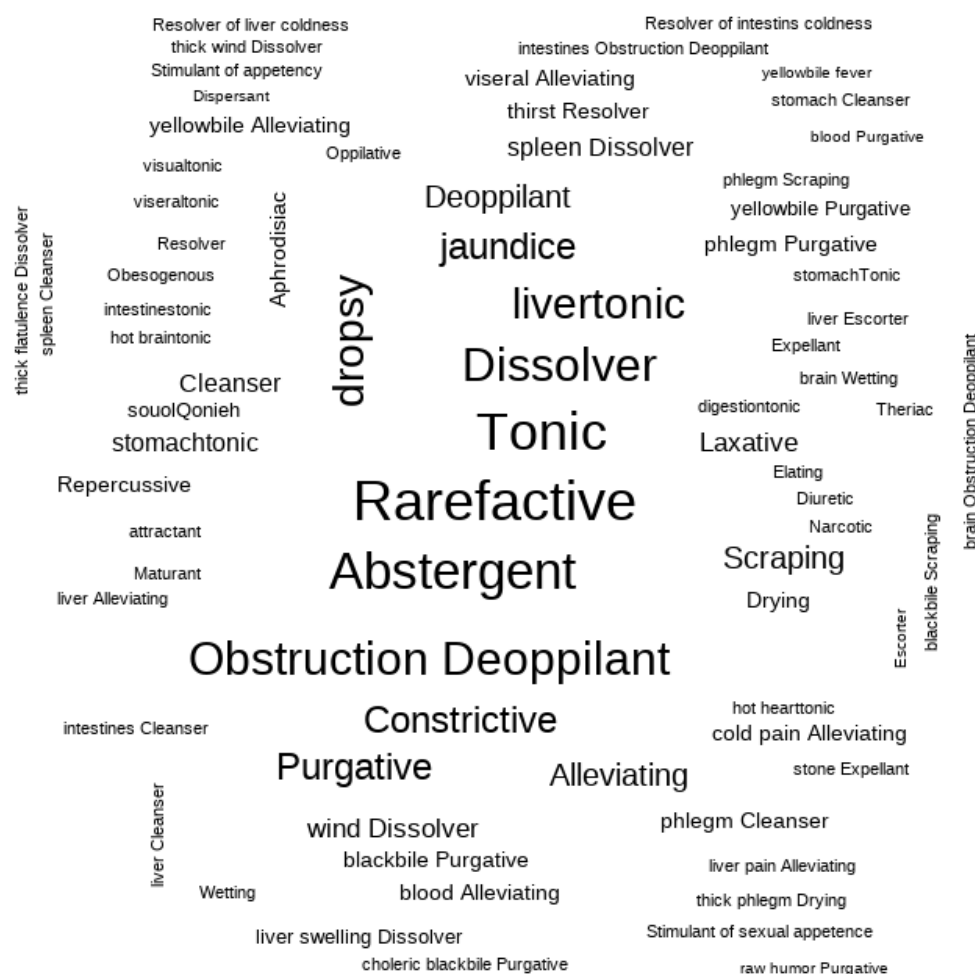 Resolver of liver coldness
Resolver of intestins coldness
thick wind Dissolver
intestines Obstruction Deoppilant
Stimulant of appetency
viseral Alleviating
yellowbile fever
Dispersant
thirst Resolver
stomach Cleanser
yellowbile Alleviating
blood Purgative
Oppilative
spleen Dissolver
visualtonic
phlegm Scraping
viseraltonic
Deoppilant
yellowbile Purgative
Aphrodisiac
Resolver
jaundice
phlegm Purgative
thick flatulence Dissolver
spleen Cleanser
Obesogenous
stomachTonic
intestinestonic
livertonic
liver Escorter
hot braintonic
dropsy
Expellant
Cleanser
Dissolver
brain Wetting
souolQonieh
digestiontonic
Theriac
stomachtonic
Tonic
Laxative
brain Obstruction Deoppilant
Repercussive
Elating
Rarefactive
Diuretic
attractant
Narcotic
Abstergent
Scraping
blackbile Scraping
Maturant
liver Alleviating
Drying
Escorter
Obstruction Deoppilant
hot hearttonic
intestines Cleanser
Constrictive
cold pain Alleviating
Purgative
Alleviating
stone Expellant
liver Cleanser
wind Dissolver
phlegm Cleanser
blackbile Purgative
liver pain Alleviating
Wetting
blood Alleviating
thick phlegm Drying
liver swelling Dissolver
Stimulant of sexual appetence
choleric blackbile Purgative
raw humor Purgative